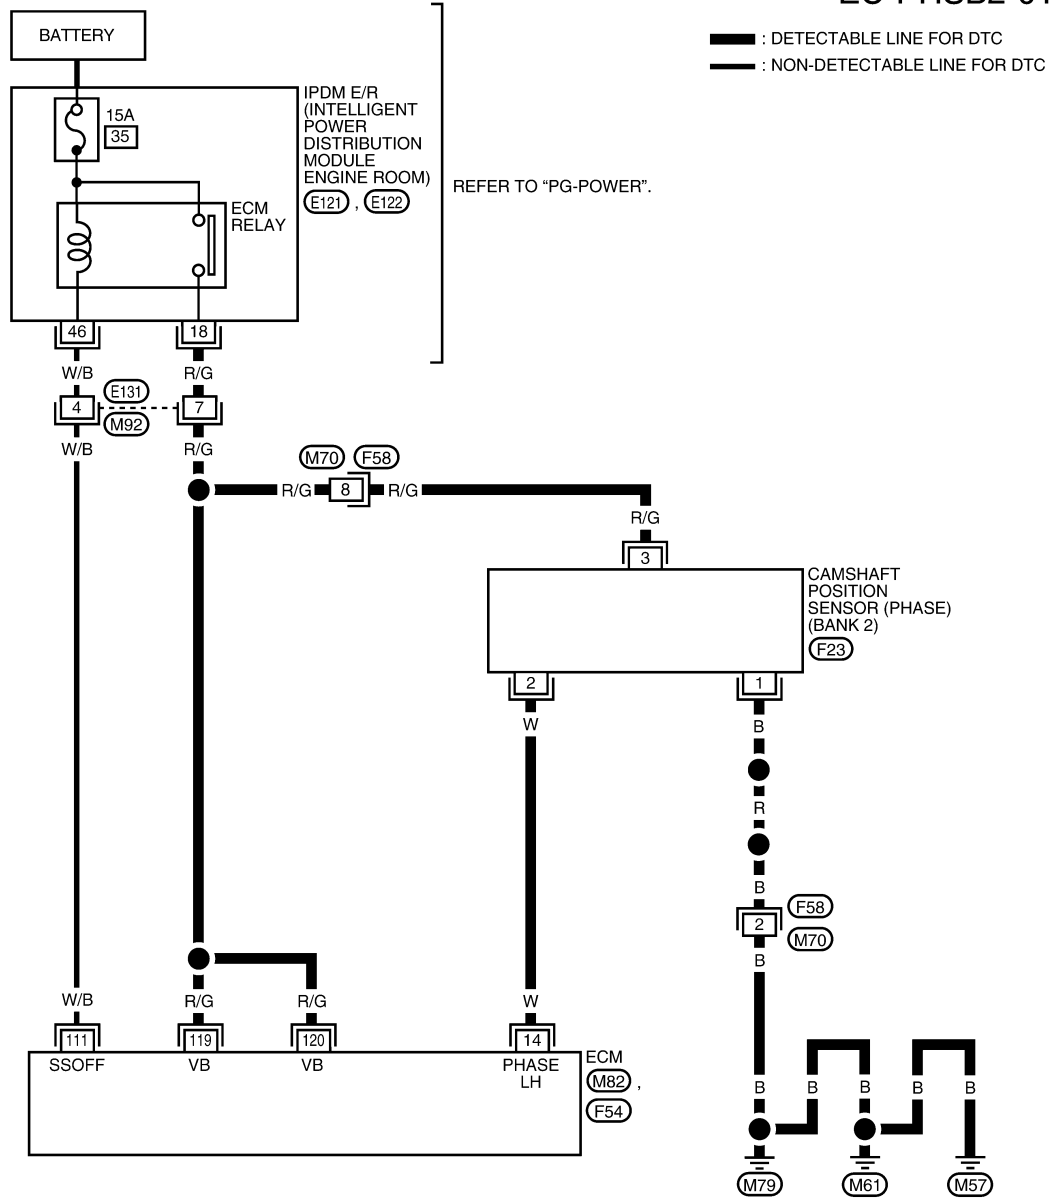 BATTERY
: DETECTABLE LINE FOR DTC
: NON-DETECTABLE LINE FOR DTC
15A
35
IPDM E/R
(INTELLIGENT
POWER
DISTRIBUTION
MODULE
ENGINE ROOM)
E121 , E122
REFER TO “PG-POWER”.
ECM
RELAY
46
18
W/B
R/G
E131
4
7
M92
W/B
R/G
M70
F58
R/G
8
R/G
R/G
3
CAMSHAFT
POSITION
SENSOR (PHASE)
(BANK 2)
F23
2
1
W
B
R
B
F58
2
M70
B
W/B
R/G
R/G
W
111
119
120
14
SSOFF
VB
VB
PHASE
LH
ECM
M82 ,
F54
B
B
B
B
B
M79
M61
M57